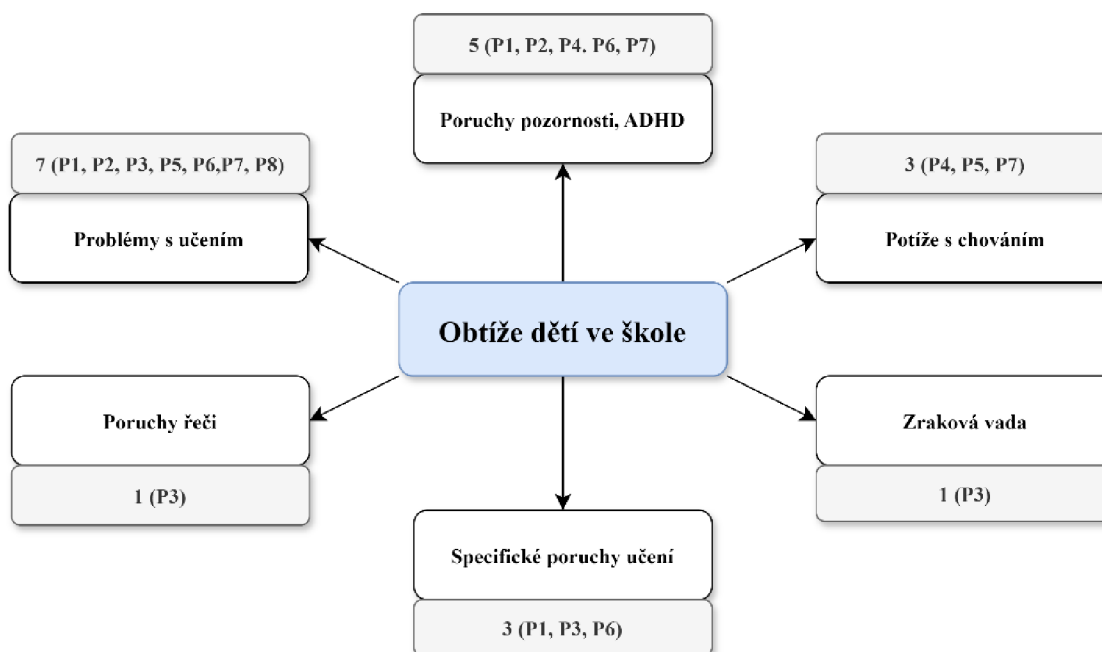 5 (P1, P2, P4. P6, P7)
Poruchy pozornosti, ADHD
7 (P1, P2, P3, P5, P6,P7, P8)
Problémy s učením
3 (P4, P5, P7)
Potíže s chováním
Obtíže dětí ve škole
Poruchy řeči
1 (P3)
Zraková vada
1 (P3)
Specifické poruchy učení
3 (P1, P3, P6)